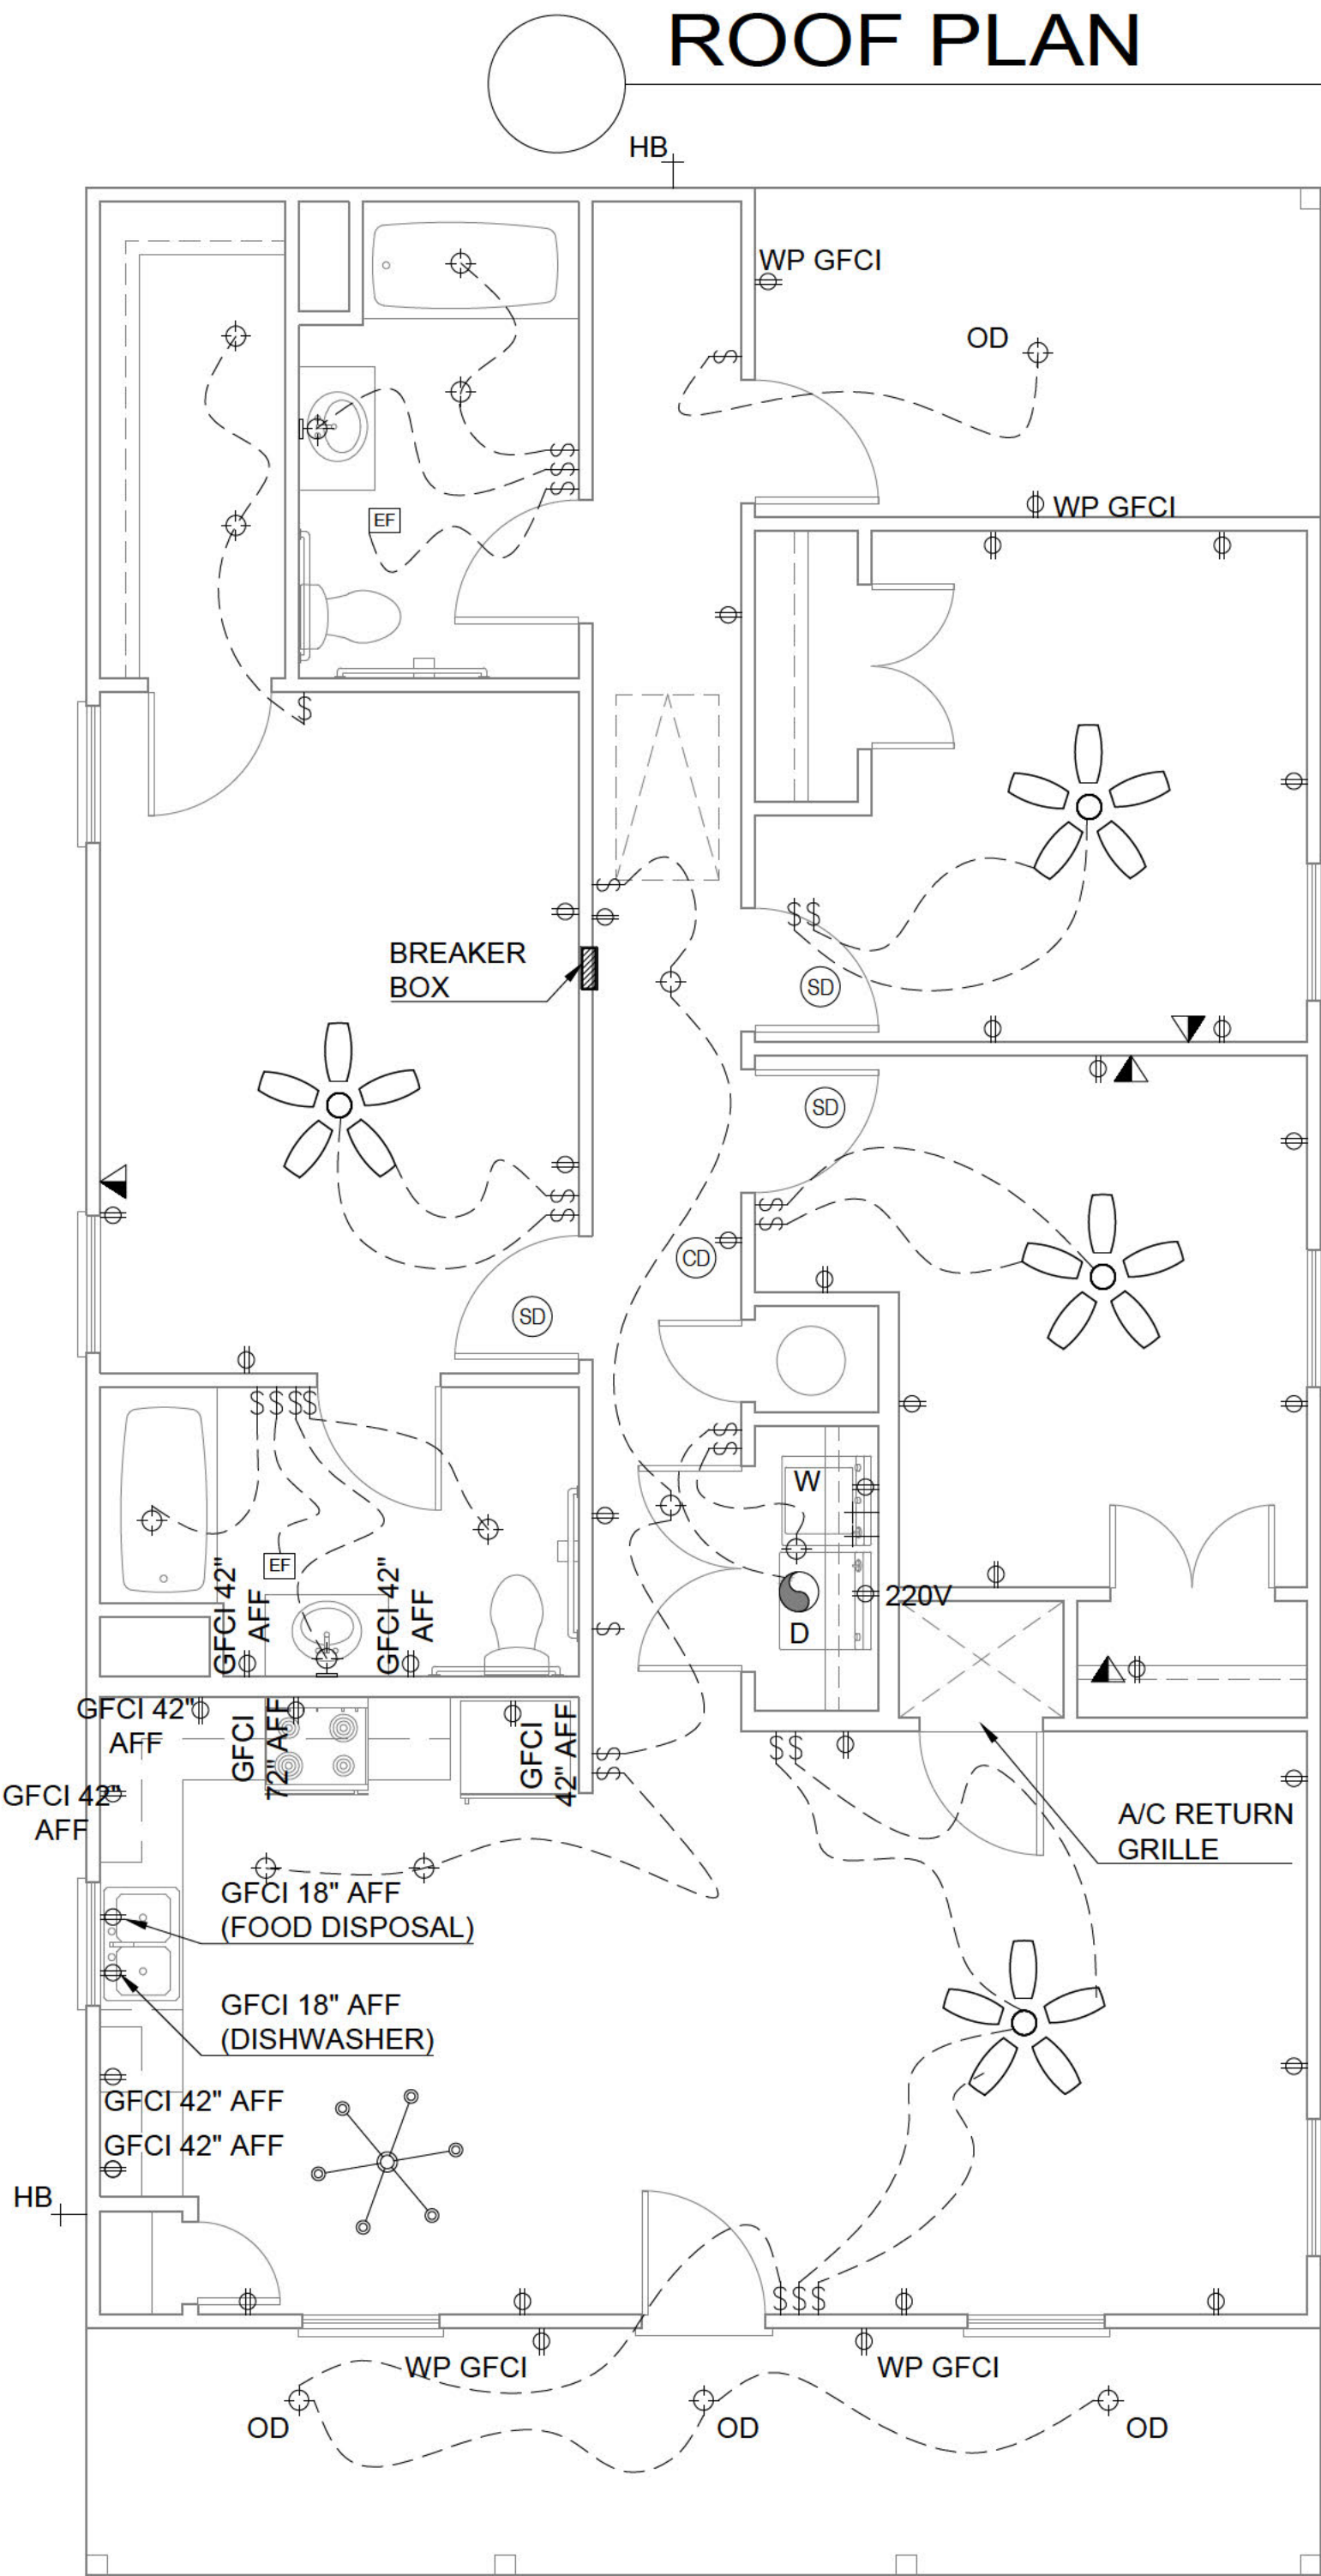 ROOF PLAN
HB
WP GFCI
OD
WP GFCI
EF
BREAKER
BOX
SD
SD
CD
SD
W
EF
GFCI 42"
AFF
GFCI 42"
AFF
220V
D
GFCI 42"
AFF
GFCI
72" AFF
GFCI
42" AFF
GFCI 42"
AFF
A/C RETURN
GRILLE
GFCI 18" AFF
(FOOD DISPOSAL)
GFCI 18" AFF
(DISHWASHER)
GFCI 42" AFF
GFCI 42" AFF
HB
WP GFCI
WP GFCI
OD
OD
OD